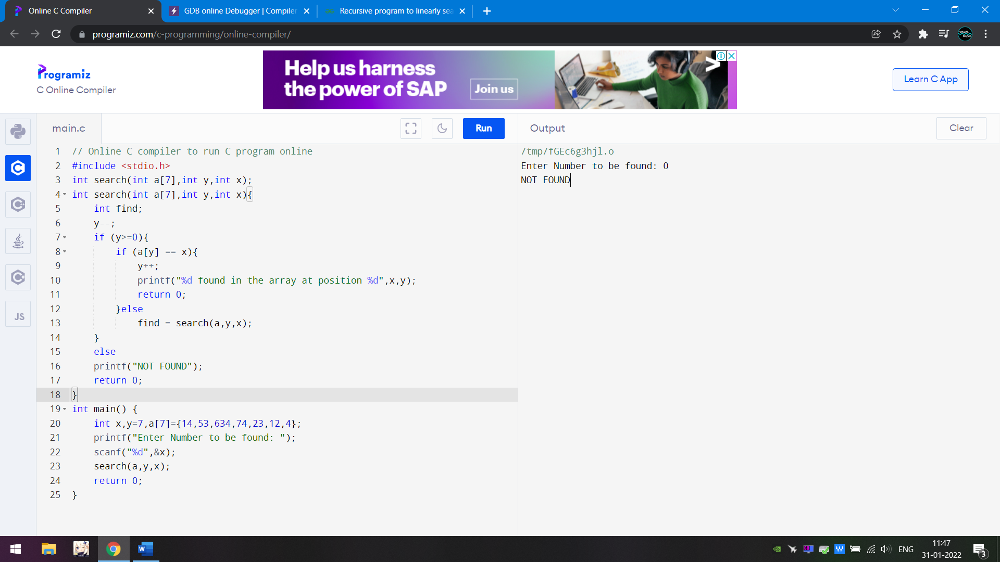 Online C Compiler
GDB online Debugger | Compiler
Recursive program to linearly sea
programiz.com/c-programming/online-compiler/
VISUAL MUSIC
Help us harness
the power of SAP
Join us
Programiz
C Online Compiler
Learn C App
main.c
Run
Output
Clear
1 // Online C compiler to run C program online
2 #include <stdio.h>
3 int search(int a[7],int y,int x);
4 int search(int a[7],int y,int x){
5     int find;
6     y--;
7     if (y>=0){
8         if (a[y] == x){
9             y++;
10             printf("%d found in the array at position %d",x,y);
11             return 0;
12         }else
13             find = search(a,y,x);
14     }
15     else
16     printf("NOT FOUND");
17     return 0;
18 }
19 int main() {
20     int x,y=7,a[7]={14,53,634,74,23,12,4};
21     printf("Enter Number to be found: ");
22     scanf("%d",&x);
23     search(a,y,x);
24     return 0;
25 }
/tmp/fGEc6g3hjl.o
Enter Number to be found: 0
NOT FOUND
JS
ENG
11:47
31-01-2022
3